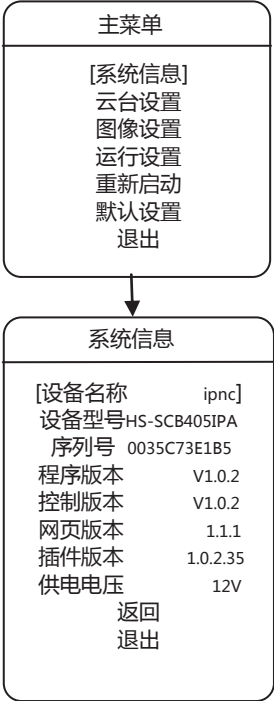 主菜单
[系统信息]
云台设置
图像设置
运行设置
重新启动
默认设置
退出
系统信息
[设备名称 ipnc]
设备型号HS-SCB405IPA
序列号 0035C73E1B5
程序版本 V1.0.2
控制版本 V1.0.2
网页版本 1.1.1
插件版本 1.0.2.35
供电电压 12V
返回
退出